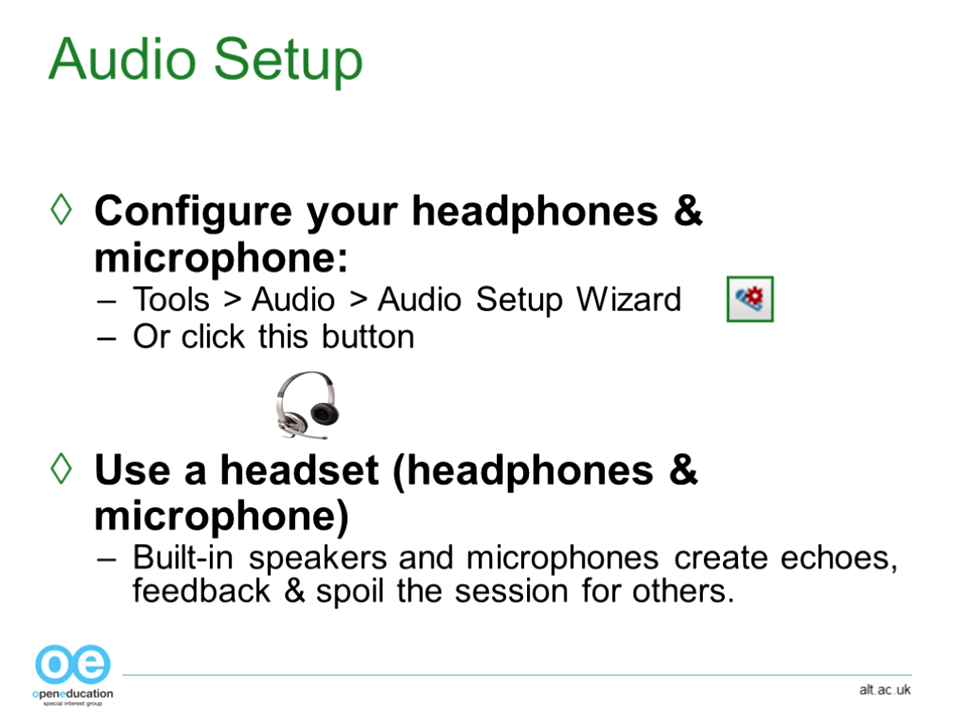 Audio Setup
◊ Configure your headphones &
microphone:
– Tools > Audio > Audio Setup Wizard
– Or click this button
◊ Use a headset (headphones &
microphone)
– Built-in speakers and microphones create echoes,
feedback & spoil the session for others.
oe
openeducation
special interest group
alt.ac.uk